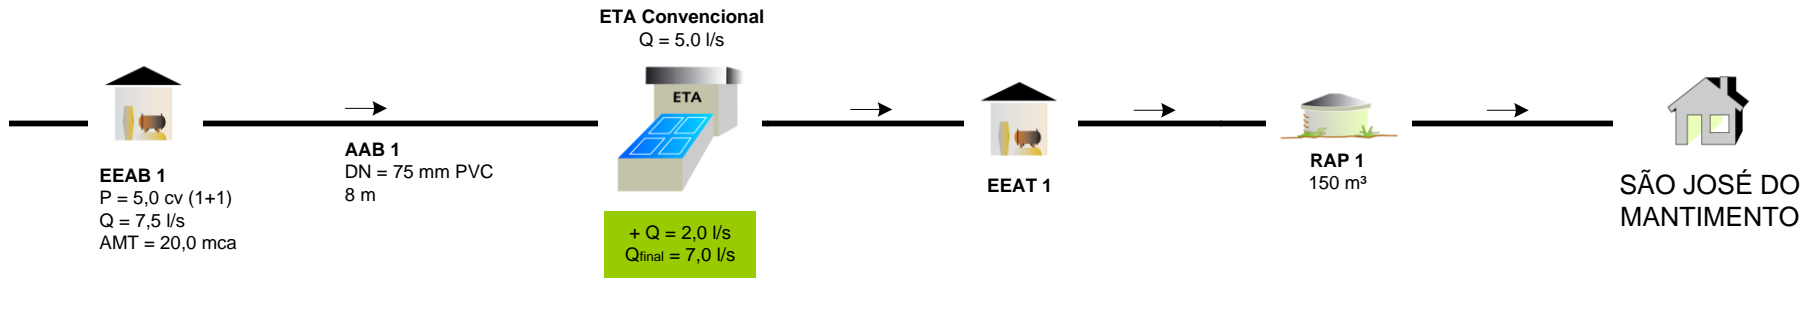 ETA Convencional
Q = 5,0 l/s
ETA
EEAB 1
P = 5,0 cv (1+1)
Q = 7,5 l/s
AMT = 20,0 mca
AAB 1
DN = 75 mm PVC
8 m
+ Q = 2,0 l/s
Qfinal = 7,0 l/s
EEAT 1
RAP 1
150 m³
SÃO JOSÉ DO
MANTIMENTO